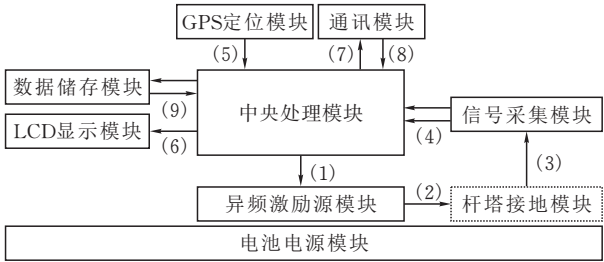 GPS定位模块 通讯模块
(5) (7) (8)
数据储存模块
(9)
中央处理模块
信号采集模块
LCD显示模块
(6)
(4)
(1)
(3)
异频激励源模块
(2)
杆塔接地模块
电池电源模块